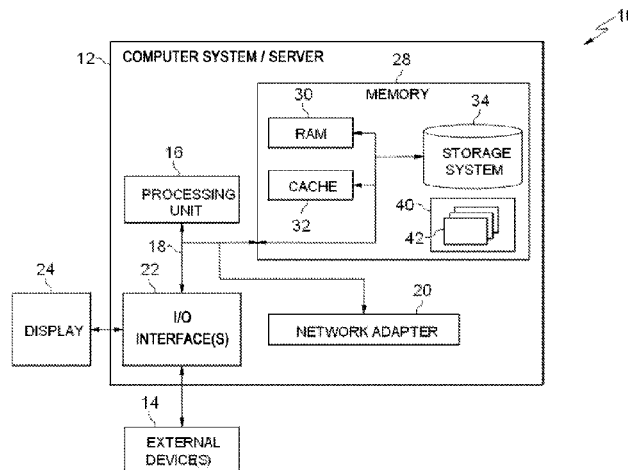 10
12
COMPUTER SYSTEM / SERVER
28
MEMORY
30
RAM
34
STORAGE
SYSTEM
16
PROCESSING
UNIT
CACHE
32
40
42
18
24
22
20
DISPLAY
I/O
INTERFACE(S)
NETWORK ADAPTER
14
EXTERNAL
DEVICE(S)